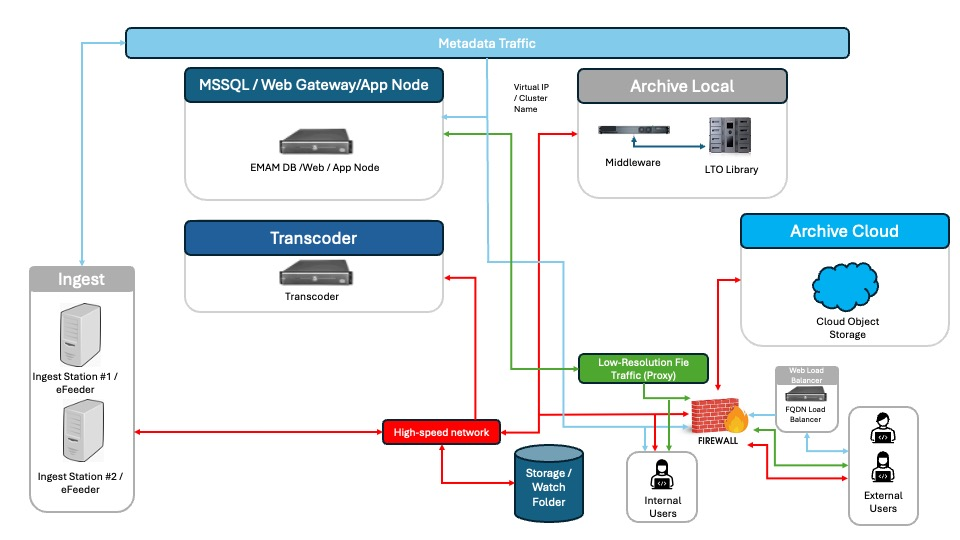 Metadata Traffic
MSSQL / Web Gateway/App Node
EMAM DB /Web / App Node
Virtual IP
/ Cluster
Name
Archive Local
Middleware
LTO Library
Transcoder
Transcoder
Archive Cloud
Cloud Object
Storage
Ingest
Ingest Station #1 /
eFeeder
Ingest Station #2 /
eFeeder
Low-Resolution Fie
Traffic (Proxy)
Web Load
Balancer
FQDN Load
Balancer
High-speed network
FIREWALL
Storage /
Watch
Folder
Internal
Users
External
Users